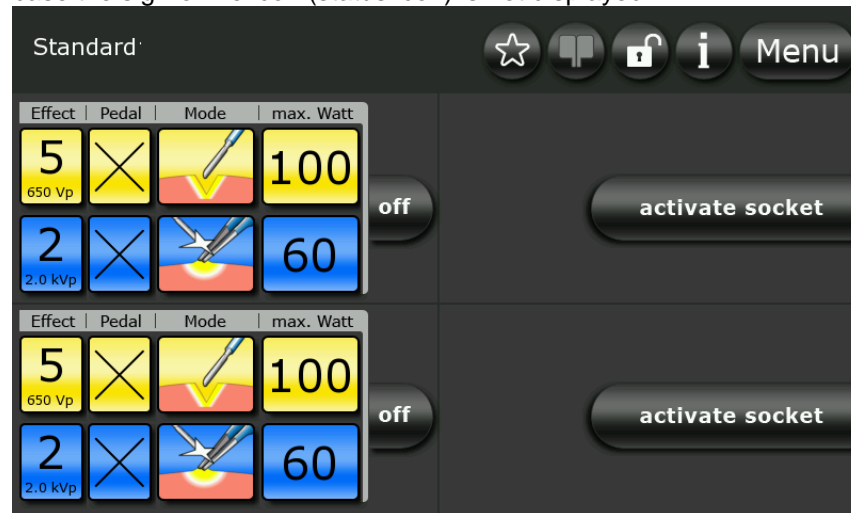 Standard
Menu
Effect | Pedal | Mode | max. Watt
5
650 Vp
100
off
activate socket
2
2.0 kVp
60
Effect | Pedal | Mode | max. Watt
5
650 Vp
100
off
activate socket
2
2.0 kVp
60